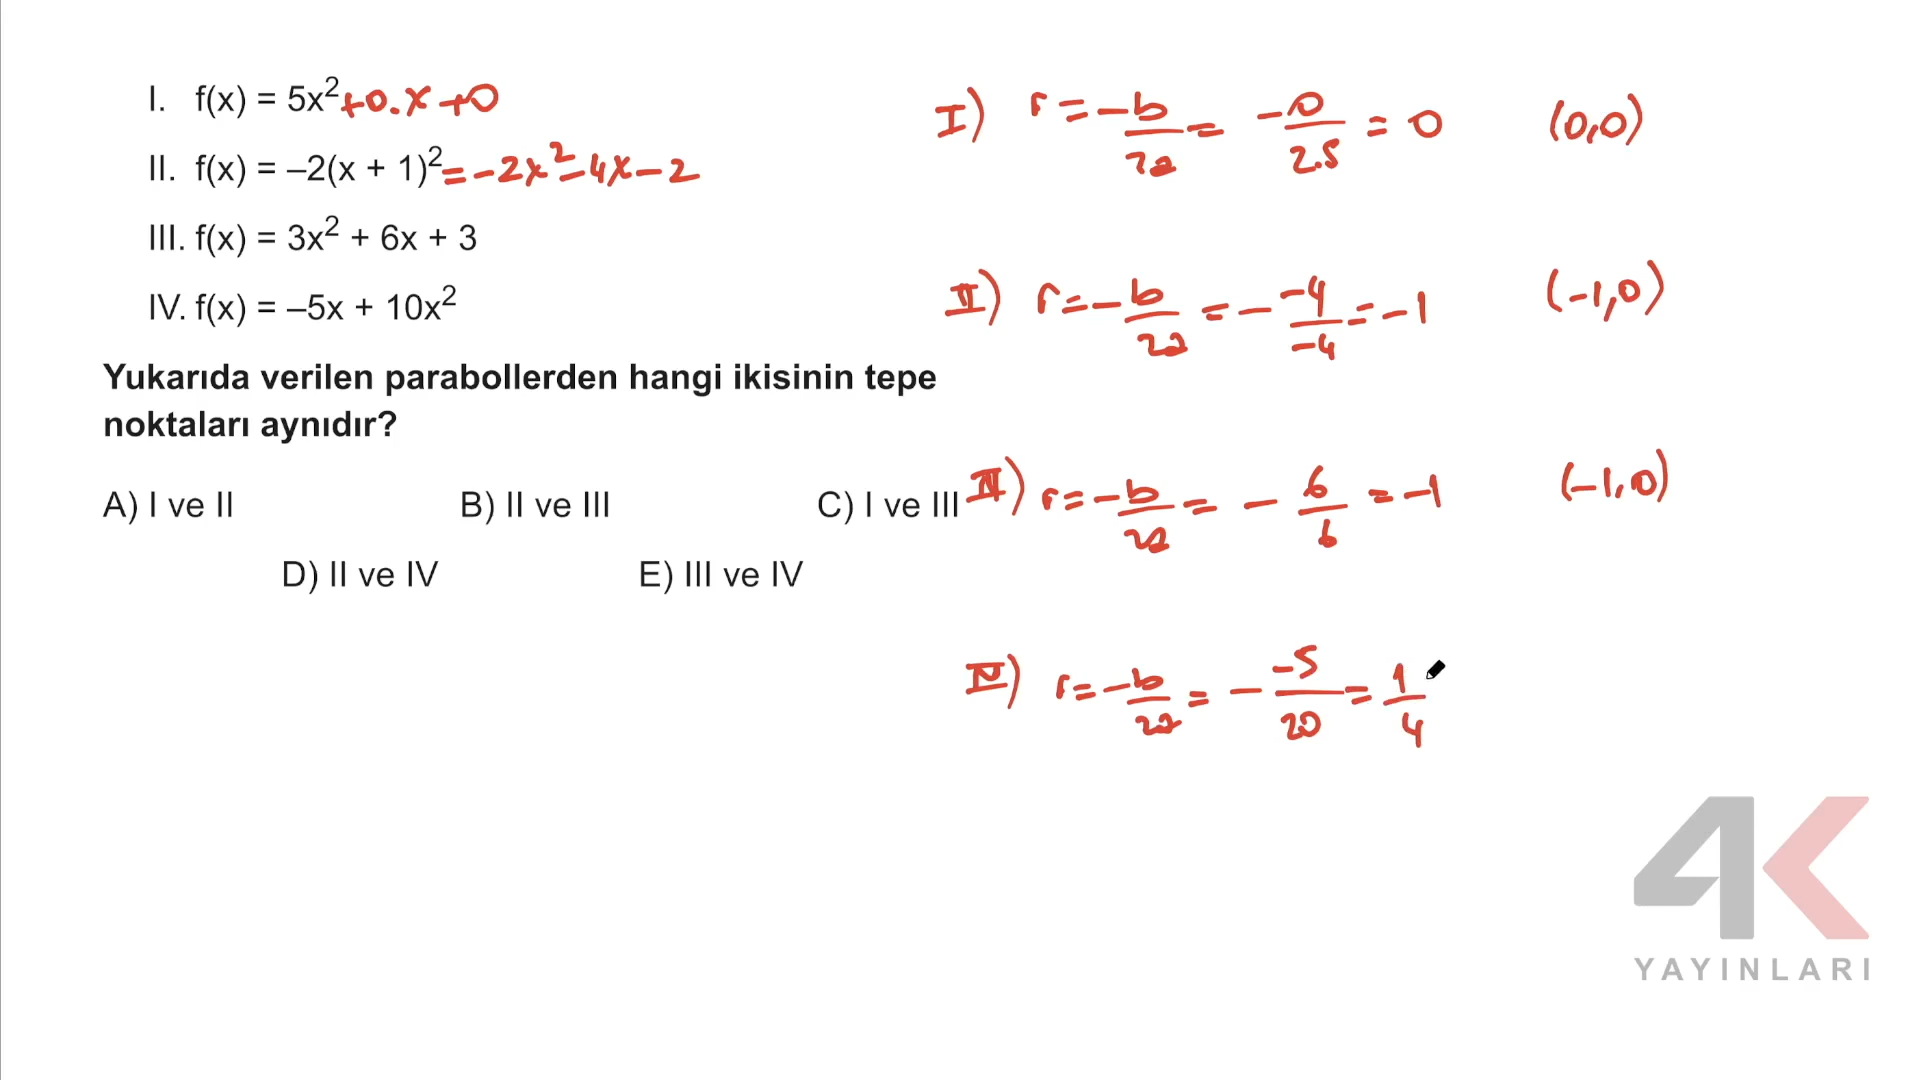 I. f(x) = 5x²+0.x+0
II. f(x) = –2(x + 1)²=-2x²-4x-2
III. f(x) = 3x² + 6x + 3
IV. f(x) = –5x + 10x²
Yukarıda verilen parabollerden hangi ikisinin tepe
noktaları aynıdır?
A) I ve II B) II ve III C) I ve III
D) II ve IV E) III ve IV
I) r=-b/2a= -0/2.5=0 (0,0)
II) r=-b/2a=- -4/-4=-1 (-1,0)
III) r=-b/2a= - 6/6=-1 (-1,0)
IV) r=-b/2a= - -5/20=1/4
4K
YAYINLARI